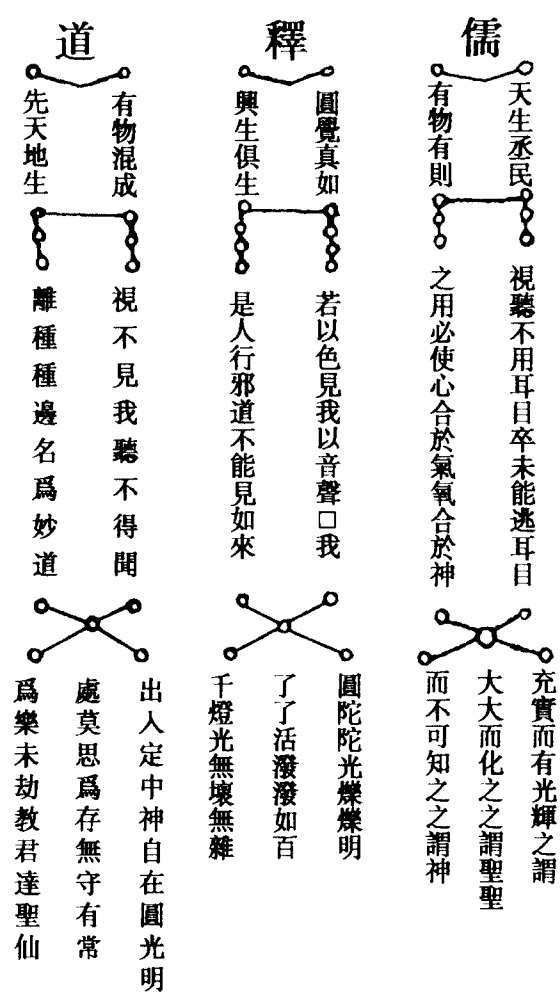 儒
天生丞民
有物有則
視聽不用耳目卒未能逃耳目
之用必使心合於氣氣合於神
充實而有光輝之謂
大大而化之之謂聖聖
而不可知之之謂神
釋
圓覺真如
興生俱生
若以色見我以音聲□我
是人行邪道不能見如來
圓陀陀光爍爍明
了了活潑潑如百
千燈光無壞無雜
道
有物混成
先天地生
視不見我聽不得聞
離種種邊名爲妙道
出入定中神自在圓光明
處莫思爲存無守有常
爲樂未劫教君達聖仙